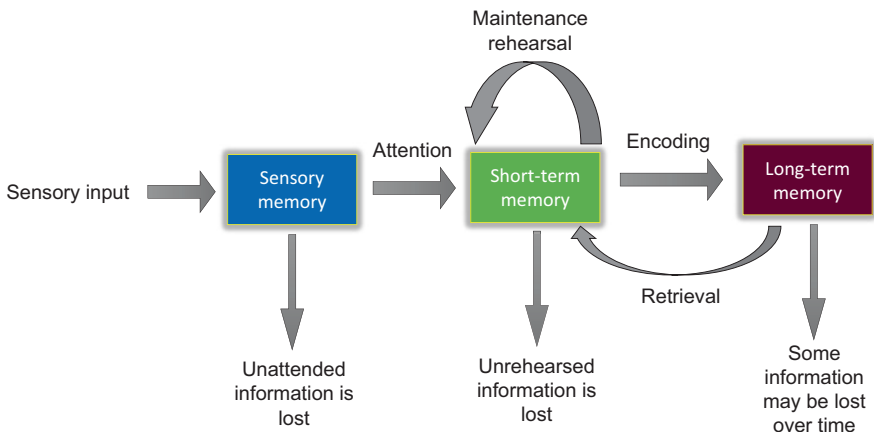 Maintenance
rehearsal
Sensory input
Sensory
memory
Attention
Short-term
memory
Encoding
Long-term
memory
Retrieval
Unattended
information is
lost
Unrehearsed
information is
lost
Some
information
may be lost
over time